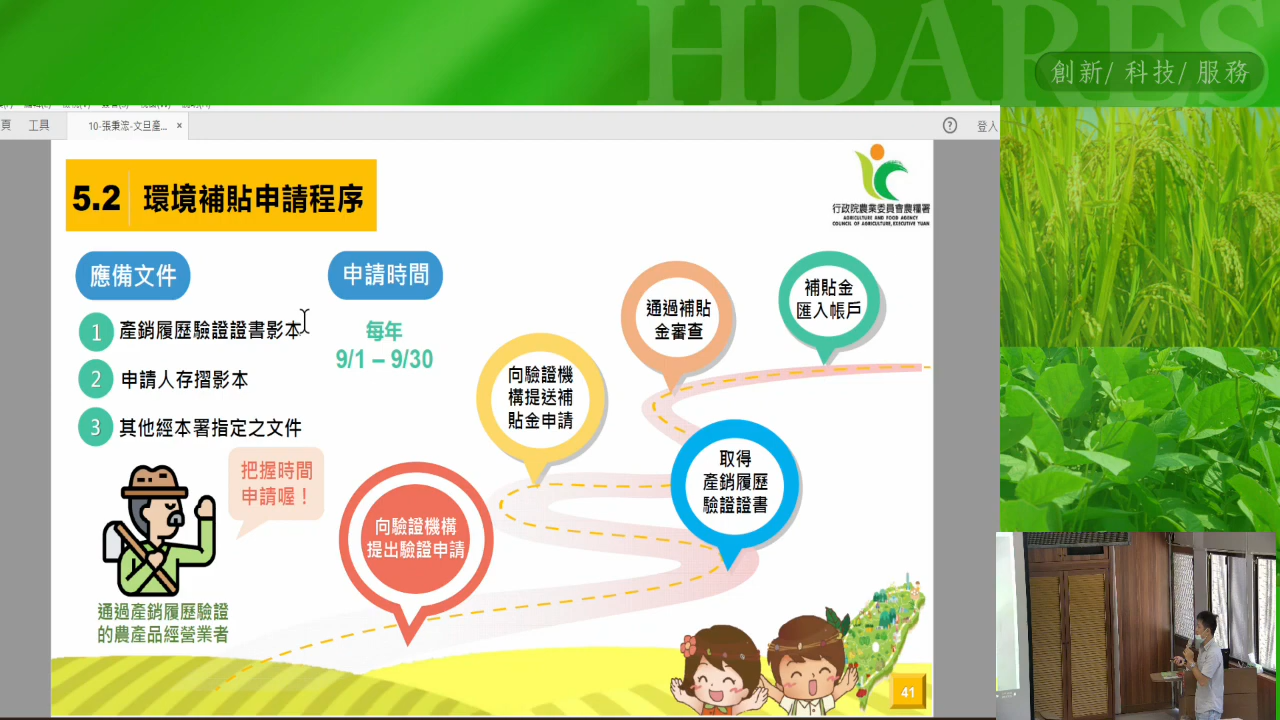 HDARES
創新/ 科技/ 服務
頁 工具 10-張秉浤-文旦產... × ? 登入
5.2 環境補貼申請程序
行政院農業委員會農糧署
AGRICULTURE AND FOOD AGENCY
COUNCIL OF AGRICULTURE, EXECUTIVE YUAN
應備文件
1 產銷履歷驗證證書影本
2 申請人存摺影本
3 其他經本署指定之文件
申請時間
每年
9/1 – 9/30
把握時間
申請喔！
通過產銷履歷驗證
的農產品經營業者
向驗證機構
提出驗證申請
取得
產銷履歷
驗證證書
向驗證機
構提送補
貼金申請
通過補貼
金審查
補貼金
匯入帳戶
41